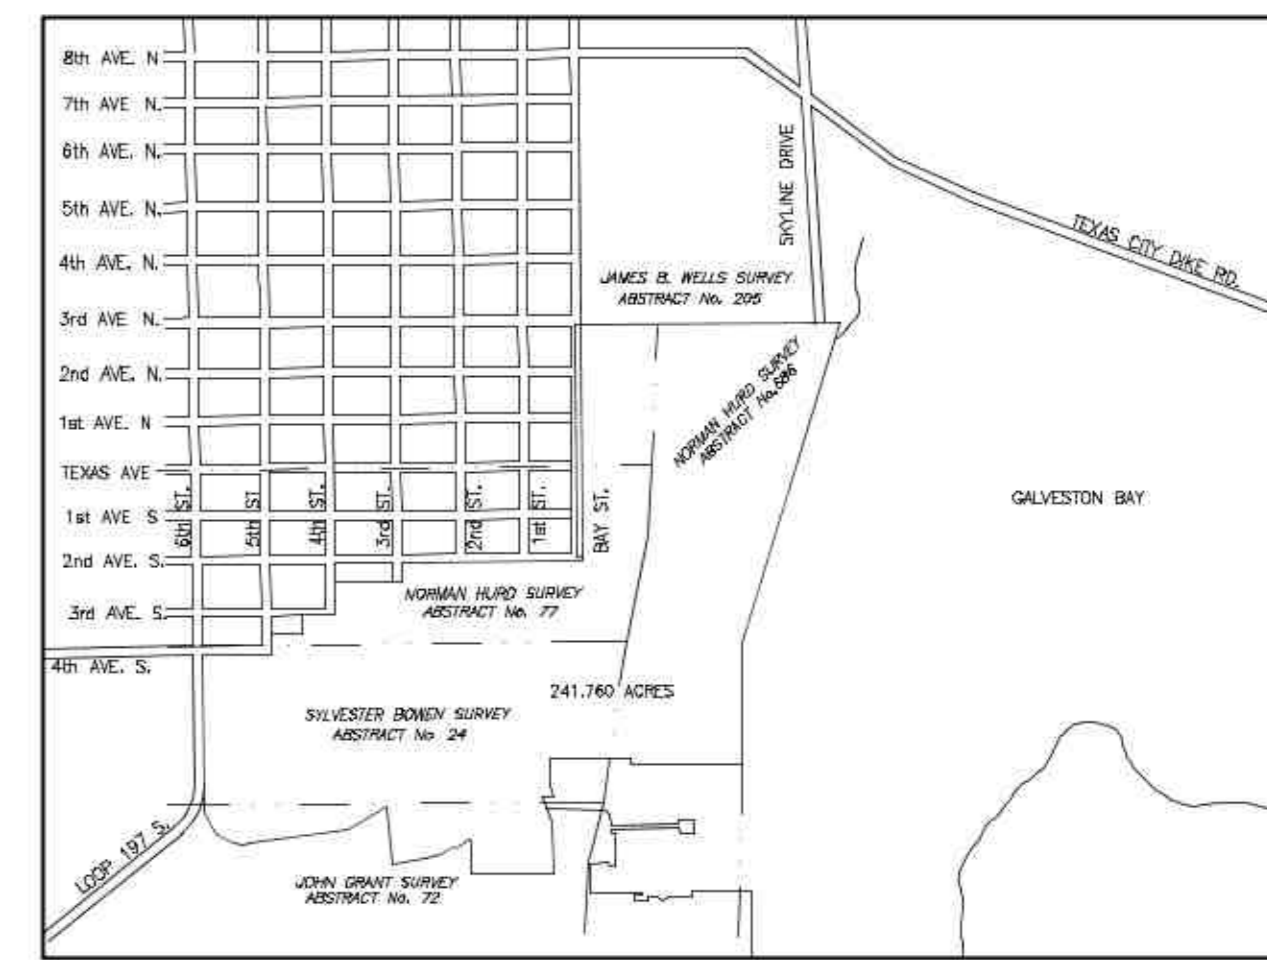 8th AVE. N
7th AVE N.
6th AVE. N.
SKYLINE DRIVE
5th AVE. N.
TEXAS CITY DIKE RD.
4th AVE. N.
JAMES B. WELLS SURVEY
ABSTRACT No. 205
3rd AVE N.
2nd AVE. N.
NORMAN HURD SURVEY
ABSTRACT No. 686
1st AVE. N
TEXAS AVE
GALVESTON BAY
1st AVE S
6th ST.
5th ST
4th ST.
3rd ST.
2nd ST.
1st ST.
BAY ST.
2nd AVE. S.
NORMAN HURD SURVEY
ABSTRACT No. 77
3rd AVE. S.
4th AVE. S.
241.760 ACRES
SYLVESTER BOWEN SURVEY
ABSTRACT No 24
LOOP 197 S.
JOHN GRANT SURVEY
ABSTRACT No. 72